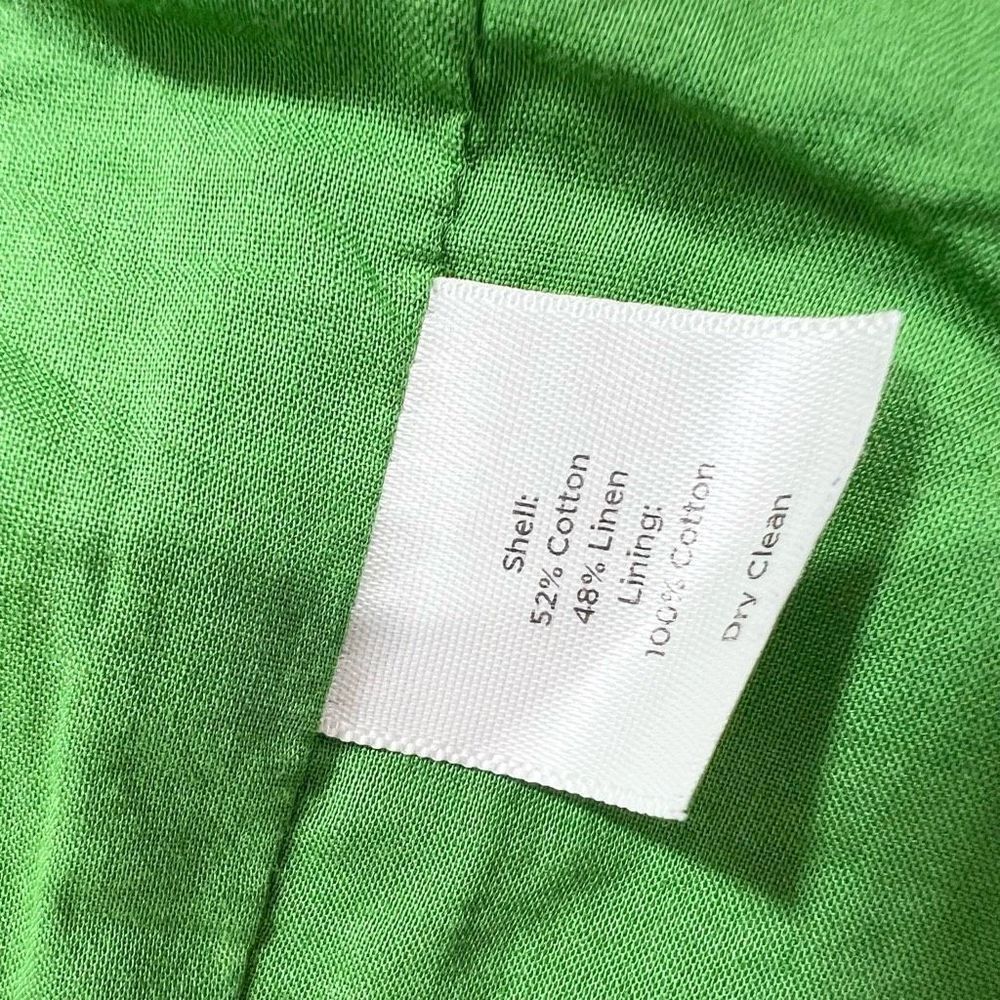 Shell:
52% Cotton
48% Linen
Lining:
100% Cotton
Dry Clean